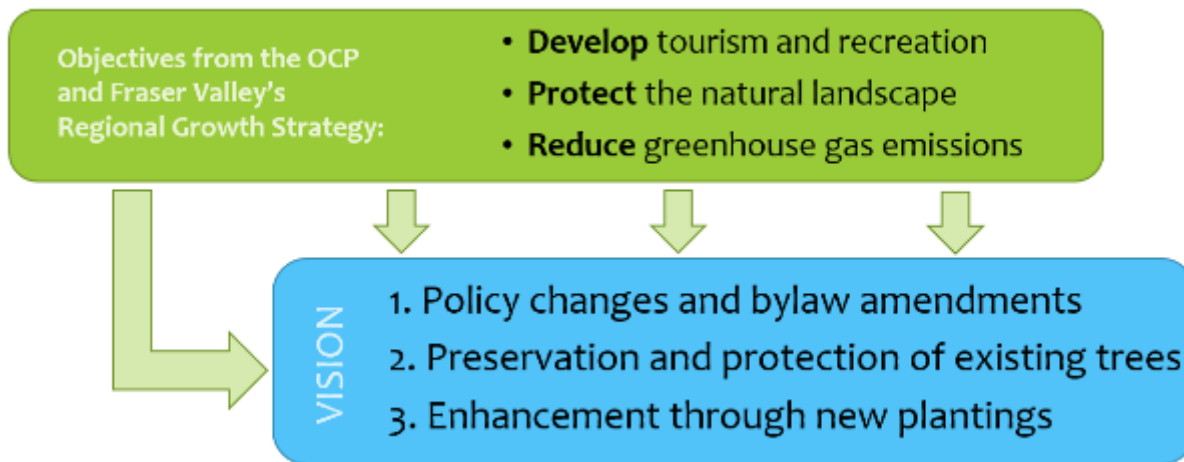 Objectives from the OCP
and Fraser Valley's
Regional Growth Strategy:
• Develop tourism and recreation
• Protect the natural landscape
• Reduce greenhouse gas emissions
VISION
1. Policy changes and bylaw amendments
2. Preservation and protection of existing trees
3. Enhancement through new plantings